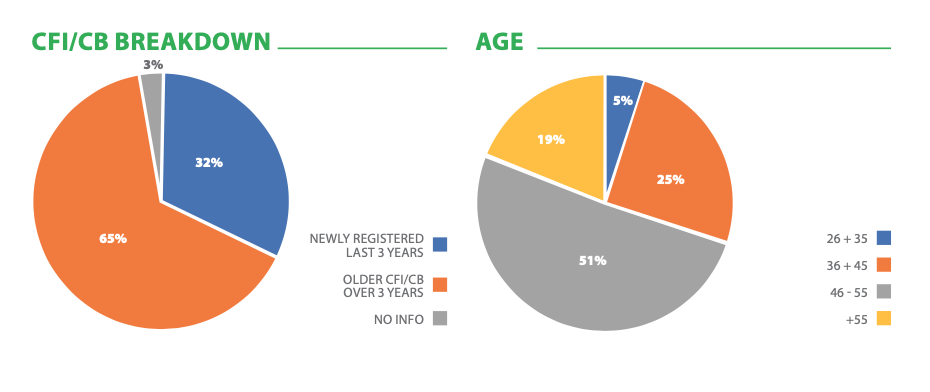 CFI/CB BREAKDOWN
3%
32%
65%
NEWLY REGISTERED
LAST 3 YEARS
OLDER CFI/CB
OVER 3 YEARS
NO INFO
AGE
5%
19%
25%
51%
26 + 35
36 + 45
46 - 55
+55